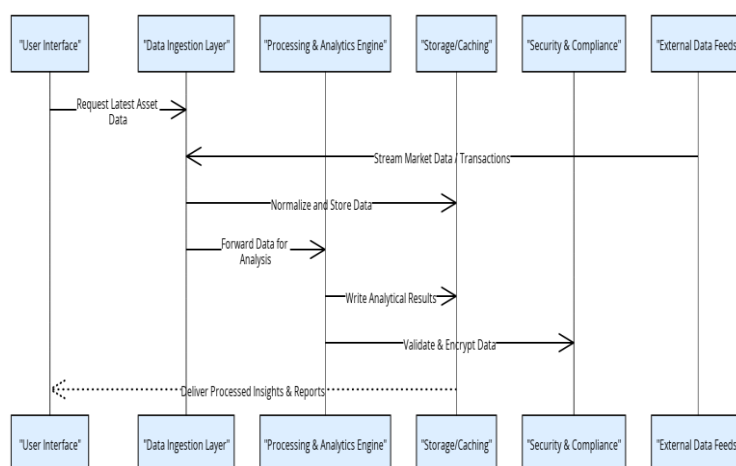 "User Interface"
"Data Ingestion Layer"
"Processing & Analytics Engine"
"Storage/Caching"
"Security & Compliance"
"External Data Feeds
Request Latest Asset
Data
Stream Market Data / Transactions
Normalize and Store Data
Forward Data for
Analysis
Write Analytical Results
Validate & Encrypt Data
Deliver Processed Insights & Reports
"User Interface"
"Data Ingestion Layer"
"Processing & Analytics Engine"
"Storage/Caching"
"Security & Compliance"
"External Data Feeds